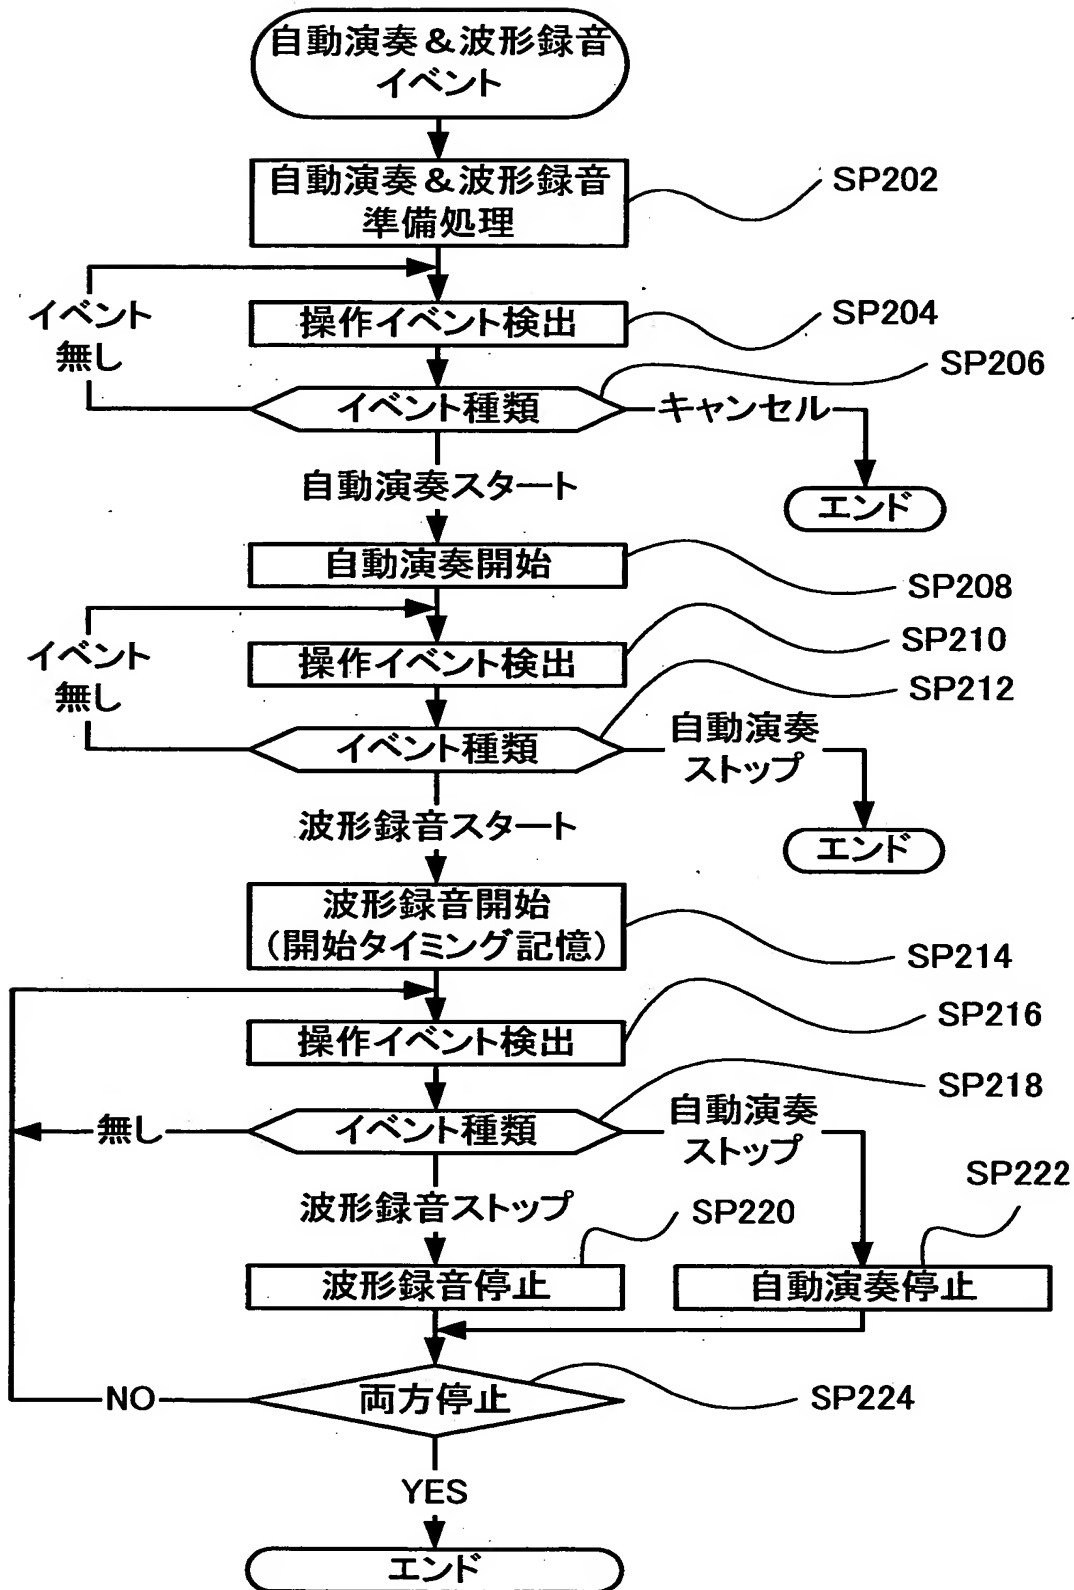 自動演奏&波形録音
イベント
自動演奏&波形録音
準備処理
SP202
イベント
無し
操作イベント検出
SP204
SP206
イベント種類
キャンセル
自動演奏スタート
エンド
自動演奏開始
SP208
イベント
無し
操作イベント検出
SP210
SP212
イベント種類
自動演奏
ストップ
波形録音スタート
エンド
波形録音開始
(開始タイミング記憶)
SP214
操作イベント検出
SP216
SP218
無し
イベント種類
自動演奏
ストップ
波形録音ストップ
SP220
SP222
波形録音停止
自動演奏停止
NO
両方停止
SP224
YES
エンド